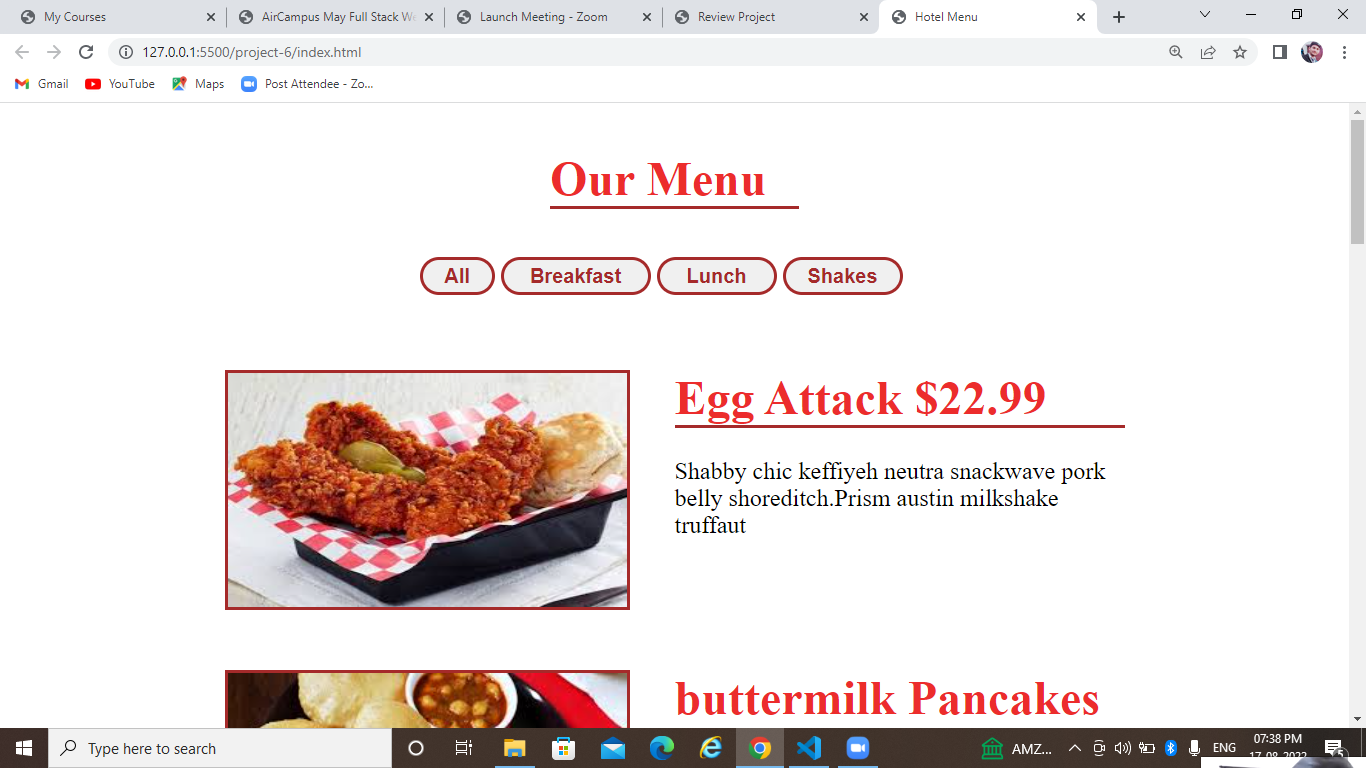 My Courses
AirCampus May Full Stack We
Launch Meeting - Zoom
Review Project
Hotel Menu
127.0.0.1:5500/project-6/index.html
Gmail
YouTube
Maps
Post Attendee - Zo...
Our Menu
All
Breakfast
Lunch
Shakes
Egg Attack $22.99
Shabby chic keffiyeh neutra snackwave pork
belly shoreditch.Prism austin milkshake
truffaut
buttermilk Pancakes
Type here to search
AMZ...
ENG
07:38 PM
17-08-2022
5